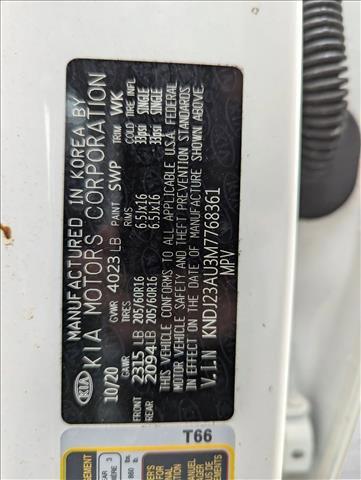 KIA
MANUFACTURED IN KOREA BY
KIA MOTORS CORPORATION
10/20 GVWR 4023 LB PAINT SWP TRIM WK
GAWR TIRES RIMS COLD TIRE INFL
FRONT 2315 LB 205/60R16 6.5JX16 33psi SINGLE
REAR 2094LB 205/60R16 6.5JX16 33psi SINGLE
THIS VEHICLE CONFORMS TO ALL APPLICABLE U.S.A FEDERAL
MOTOR VEHICLE SAFETY AND THEFT PREVENTION STANDARDS
IN EFFECT ON THE DATE OF MANUFACTURE SHOWN ABOVE.
V.I.N KNDJ23AU3M7768361
MPV
T66